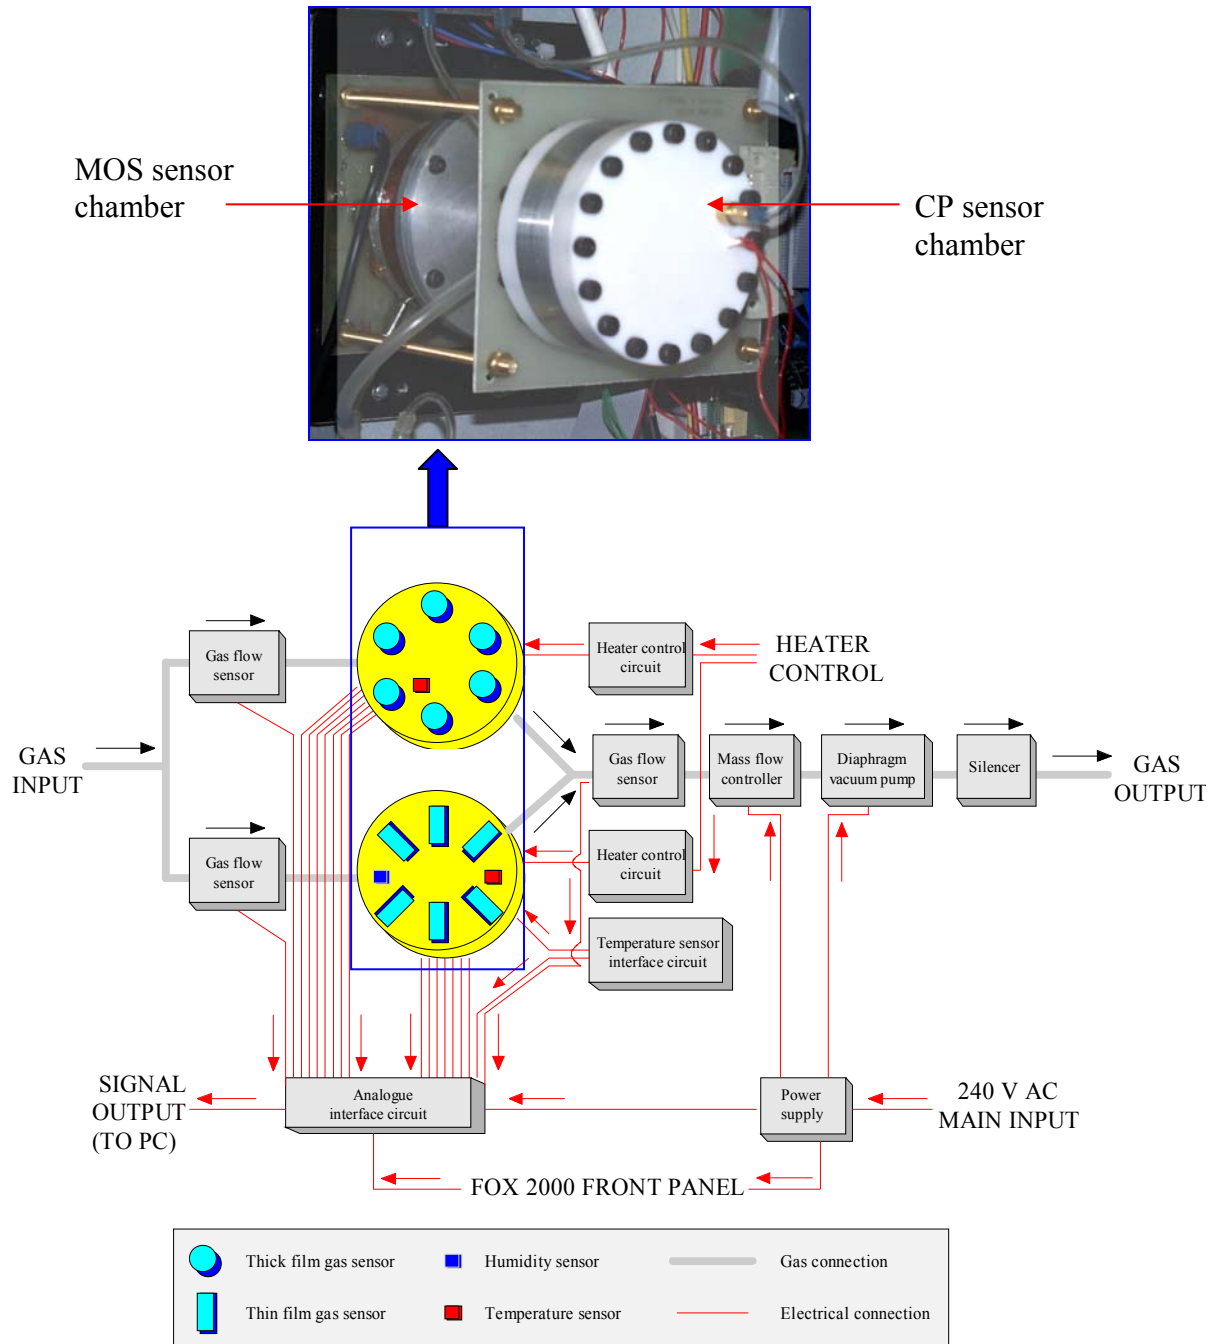 MOS sensor
chamber
CP sensor
chamber
Gas flow
sensor
Heater control
circuit
HEATER
CONTROL
GAS
INPUT
Gas flow
sensor
Mass flow
controller
Diaphragm
vacuum pump
Silencer
GAS
OUTPUT
Gas flow
sensor
Heater control
circuit
Temperature sensor
interface circuit
SIGNAL
OUTPUT
(TO PC)
Analogue
interface circuit
Power
supply
240 V AC
MAIN INPUT
FOX 2000 FRONT PANEL
Thick film gas sensor
Humidity sensor
Gas connection
Thin film gas sensor
Temperature sensor
Electrical connection